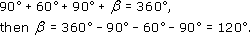 90° + 60° + 90° + β = 360°,
then β = 360° – 90° – 60° – 90° = 120°,